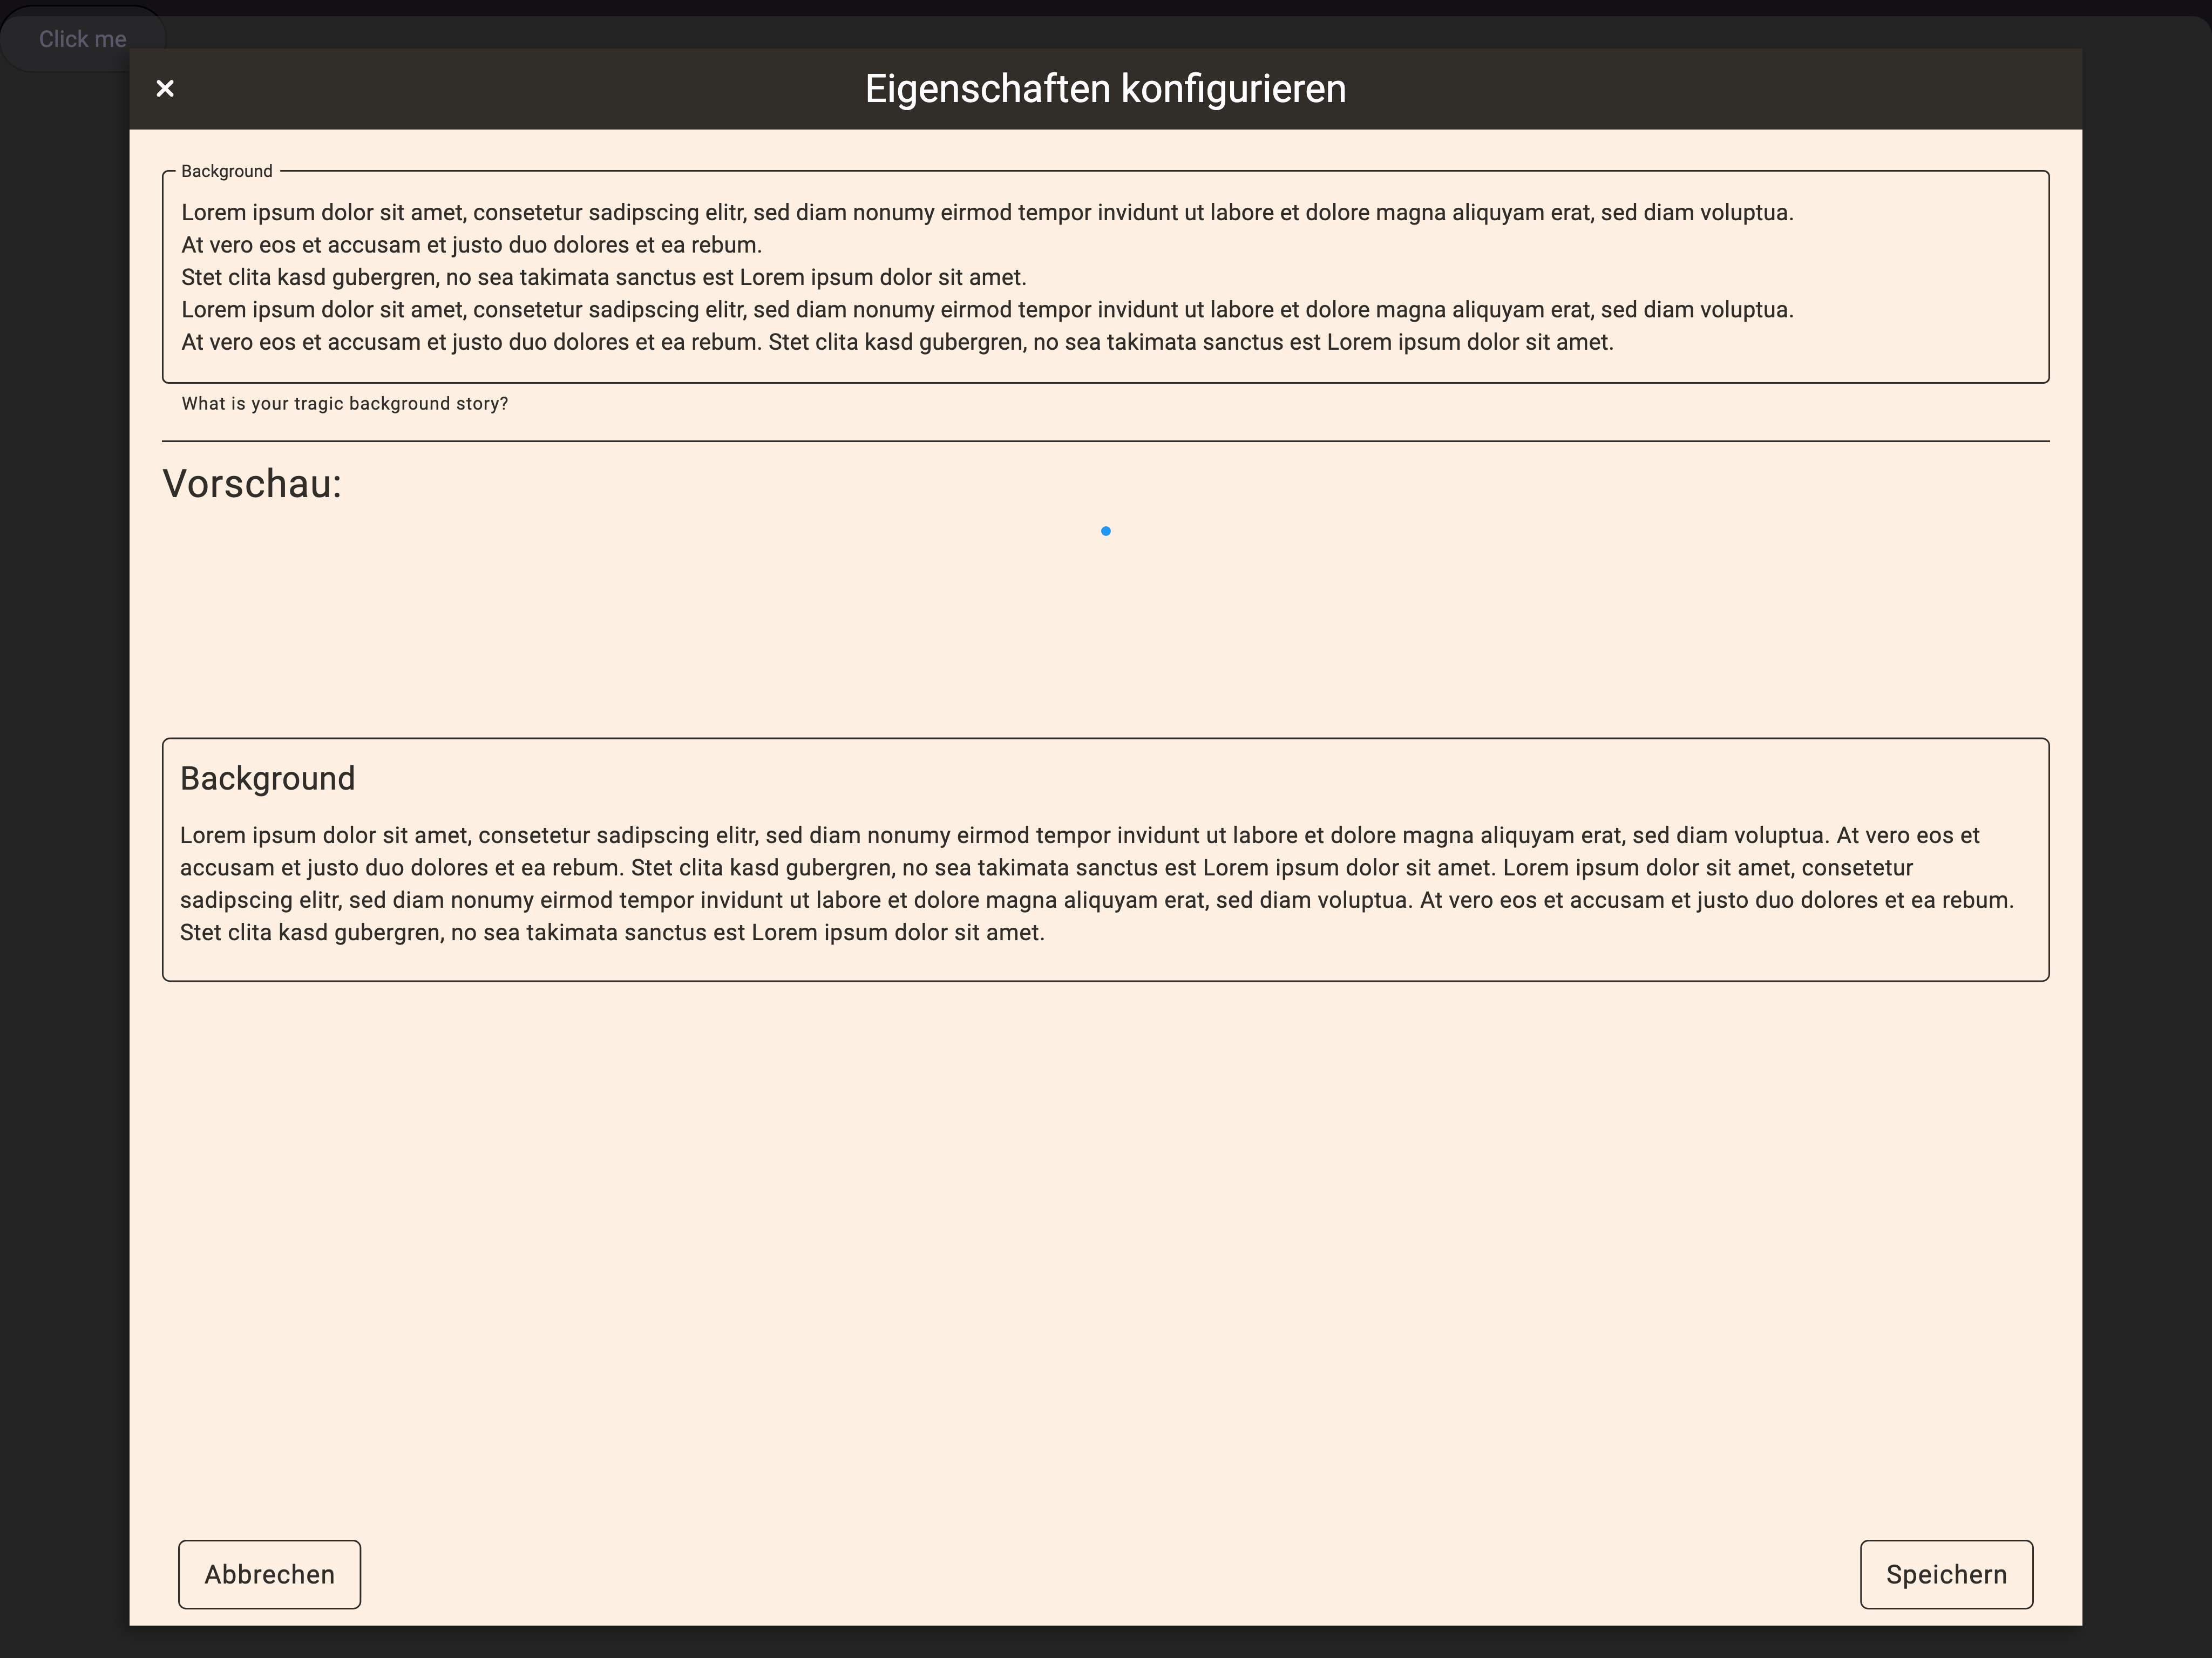 Click me
Eigenschaften konfigurieren
Background
Lorem ipsum dolor sit amet, consetetur sadipscing elitr, sed diam nonumy eirmod tempor invidunt ut labore et dolore magna aliquyam erat, sed diam voluptua.
At vero eos et accusam et justo duo dolores et ea rebum.
Stet clita kasd gubergren, no sea takimata sanctus est Lorem ipsum dolor sit amet.
Lorem ipsum dolor sit amet, consetetur sadipscing elitr, sed diam nonumy eirmod tempor invidunt ut labore et dolore magna aliquyam erat, sed diam voluptua.
At vero eos et accusam et justo duo dolores et ea rebum. Stet clita kasd gubergren, no sea takimata sanctus est Lorem ipsum dolor sit amet.
What is your tragic background story?
Vorschau:
Background
Lorem ipsum dolor sit amet, consetetur sadipscing elitr, sed diam nonumy eirmod tempor invidunt ut labore et dolore magna aliquyam erat, sed diam voluptua. At vero eos et
accusam et justo duo dolores et ea rebum. Stet clita kasd gubergren, no sea takimata sanctus est Lorem ipsum dolor sit amet. Lorem ipsum dolor sit amet, consetetur
sadipscing elitr, sed diam nonumy eirmod tempor invidunt ut labore et dolore magna aliquyam erat, sed diam voluptua. At vero eos et accusam et justo duo dolores et ea rebum.
Stet clita kasd gubergren, no sea takimata sanctus est Lorem ipsum dolor sit amet.
Abbrechen
Speichern